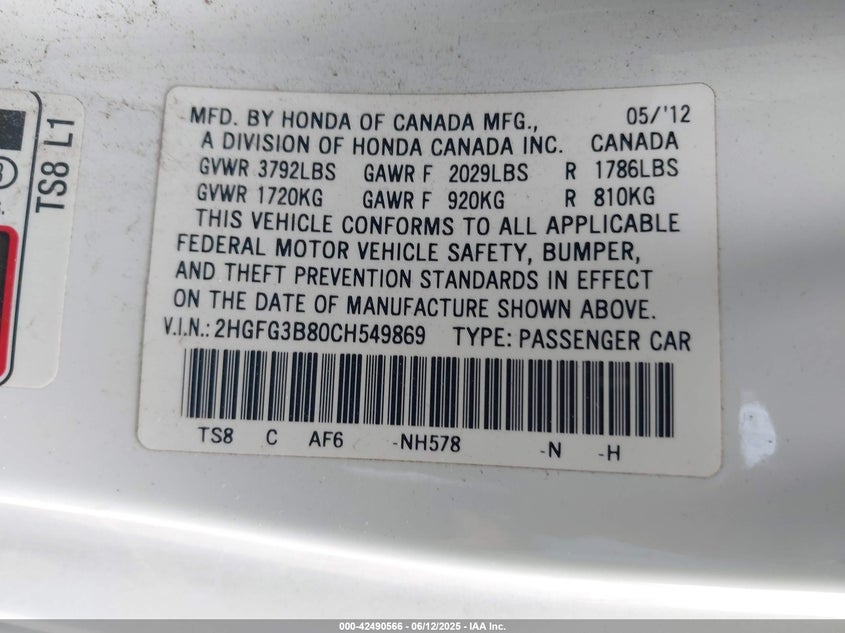 MFD. BY HONDA OF CANADA MFG., 05/'12
A DIVISION OF HONDA CANADA INC. CANADA
GVWR 3792LBS GAWR F 2029LBS R 1786LBS
GVWR 1720KG GAWR F 920KG R 810KG
THIS VEHICLE CONFORMS TO ALL APPLICABLE
FEDERAL MOTOR VEHICLE SAFETY, BUMPER,
AND THEFT PREVENTION STANDARDS IN EFFECT
ON THE DATE OF MANUFACTURE SHOWN ABOVE.
V.I.N.: 2HGFG3B80CH549869 TYPE: PASSENGER CAR
TS8 C AF6 -NH578 -N -H
TS8 L1
000-42490566 - 06/12/2025 - IAA Inc.